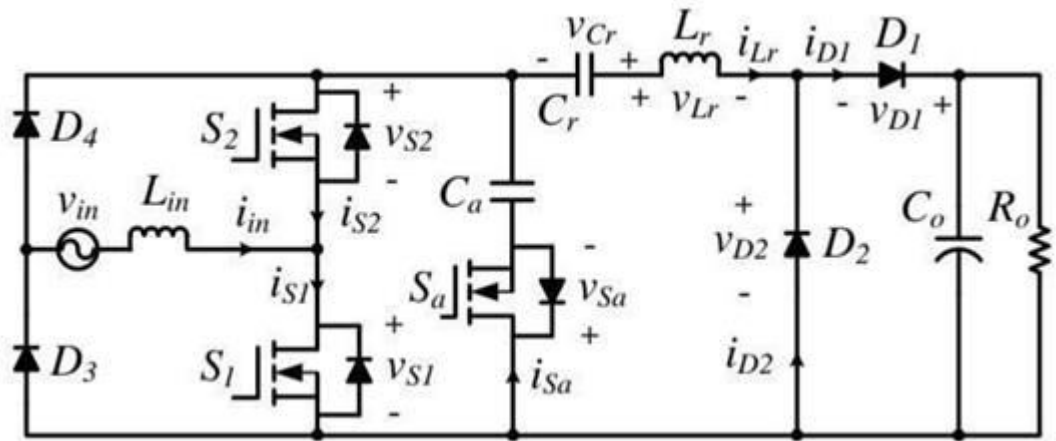 v_Cr L_r i_Lr i_D1 D_1
- + C_r + v_Lr - - v_D1 +
D_4 S_2 + v_S2 -
v_in L_in i_in i_S2 C_a
i_S1 S_a - v_Sa + + v_D2 - D_2 C_o R_o
D_3 S_1 + v_S1 - i_Sa i_D2